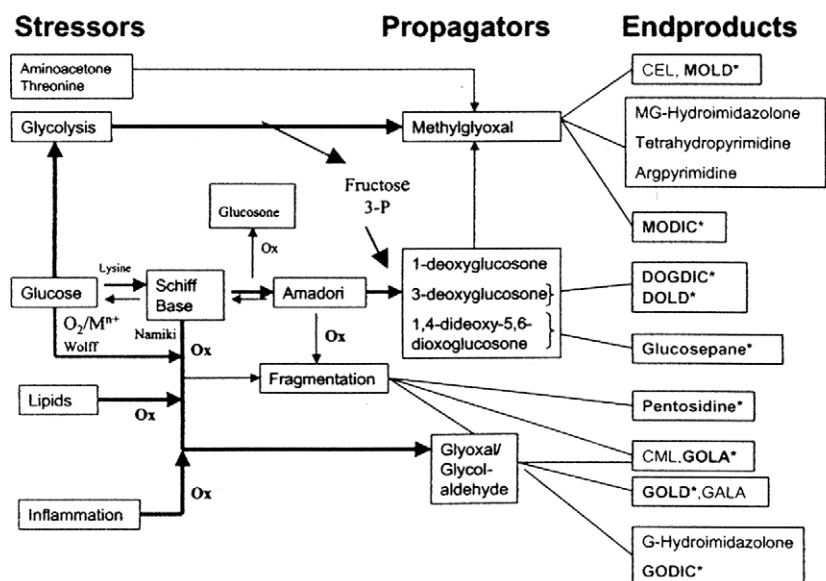 Stressors Propagators Endproducts
Aminoacetone
Threonine
CEL, MOLD*
Glycolysis
Methylglyoxal
MG-Hydroimidazolone
Tetrahydropyrimidine
Argpyrimidine
Fructose
3-P
Glucosone
MODIC*
Ox
Lysine
Glucose
Schiff
Base
Amadori
1-deoxyglucosone
3-deoxyglucosone}
1,4-dideoxy-5,6-
dioxoglucosone
DOGDIC*
DOLD*
O₂/Mⁿ⁺
Wolff
Namiki
Ox
Ox
Glucosepane*
Fragmentation
Lipids
Ox
Pentosidine*
Glyoxal/
Glycol-
aldehyde
CML,GOLA*
Ox
GOLD*,GALA
Inflammation
G-Hydroimidazolone
GODIC*